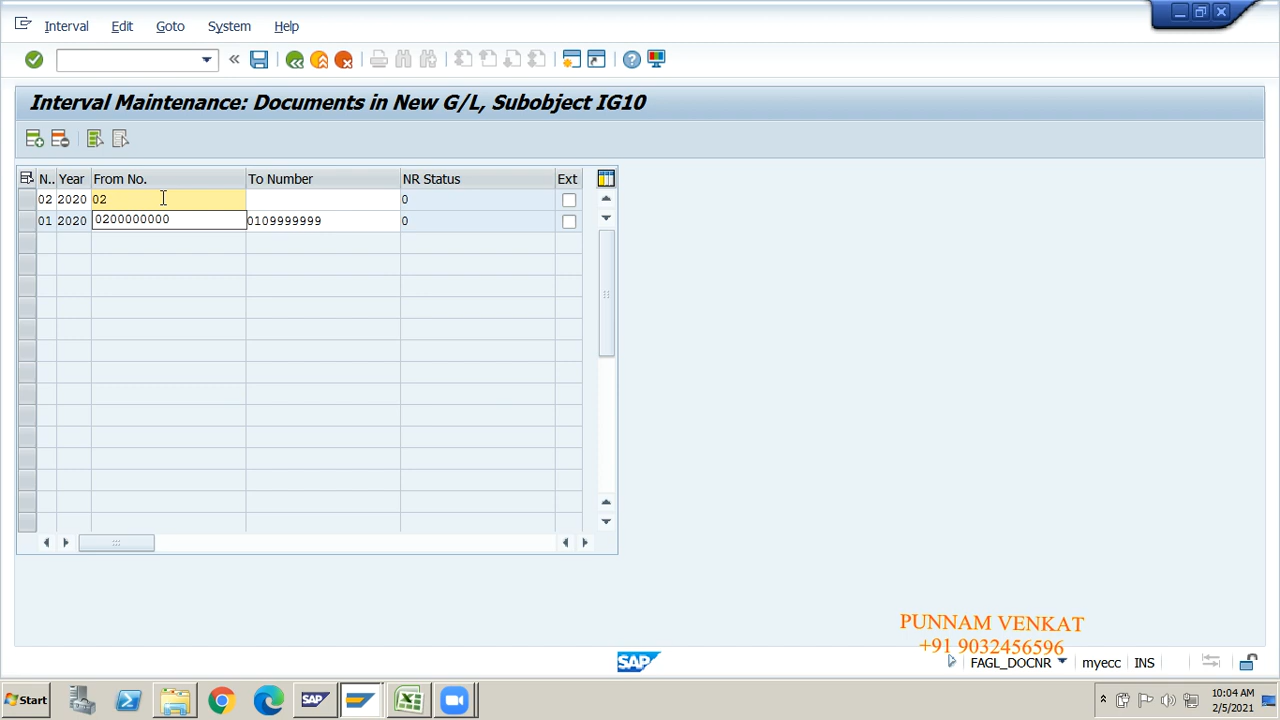 Interval Edit Goto System Help
Interval Maintenance: Documents in New G/L, Subobject IG10
N.. Year From No. To Number NR Status Ext
02 2020 02 0
01 2020 0200000000 0109999999 0
PUNNAM VENKAT
+91 9032456596
SAP FAGL_DOCNR myecc INS
Start SAP 10:04 AM
2/5/2021